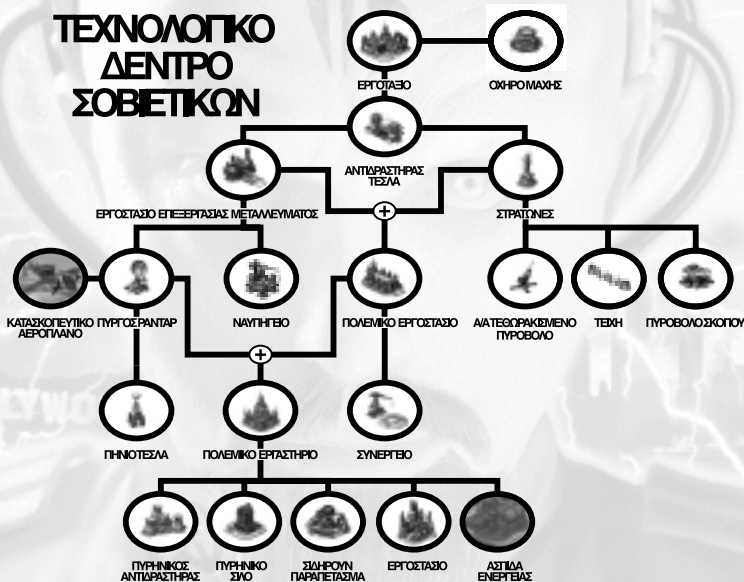 ΤΕΧΝΟΛΟΓΙΚΟ
ΔΕΝΤΡΟ
ΣΟΒΙΕΤΙΚΩΝ
ΕΡΓΟΤΑΞΙΟ
ΟΧΗΡΟ ΜΑΧΗΣ
ΑΝΤΙΔΡΑΣΤΗΡΑΣ
ΤΕΣΛΑ
ΕΡΓΟΣΤΑΣΙΟ ΕΠΕΞΕΡΓΑΣΙΑΣ ΜΕΤΑΛΛΕΥΜΑΤΟΣ
ΣΤΡΑΤΩΝΕΣ
ΚΑΤΑΣΚΟΠΕΥΤΙΚΟ
ΑΕΡΟΠΛΑΝΟ
ΠΥΡΓΟΣ ΡΑΝΤΑΡ
ΝΑΥΠΗΓΕΙΟ
ΠΟΛΕΜΙΚΟ ΕΡΓΟΣΤΑΣΙΟ
Α/Α ΤΕΘΩΡΑΚΙΣΜΕΝΟ
ΠΥΡΟΒΟΛΟ
ΤΕΙΧΗ
ΠΥΡΟΒΟΛΟ ΣΚΟΠΟΥ
ΠΗΝΙΟ ΤΕΣΛΑ
ΠΟΛΕΜΙΚΟ ΕΡΓΑΣΤΗΡΙΟ
ΣΥΝΕΡΓΕΙΟ
ΠΥΡΗΝΙΚΟΣ
ΑΝΤΙΔΡΑΣΤΗΡΑΣ
ΠΥΡΗΝΙΚΟ
ΣΙΛΟ
ΣΙΔΗΡΟΥΝ
ΠΑΡΑΠΕΤΑΣΜΑ
ΕΡΓΟΣΤΑΣΙΟ
ΑΣΠΙΔΑ
ΕΝΕΡΓΕΙΑΣ